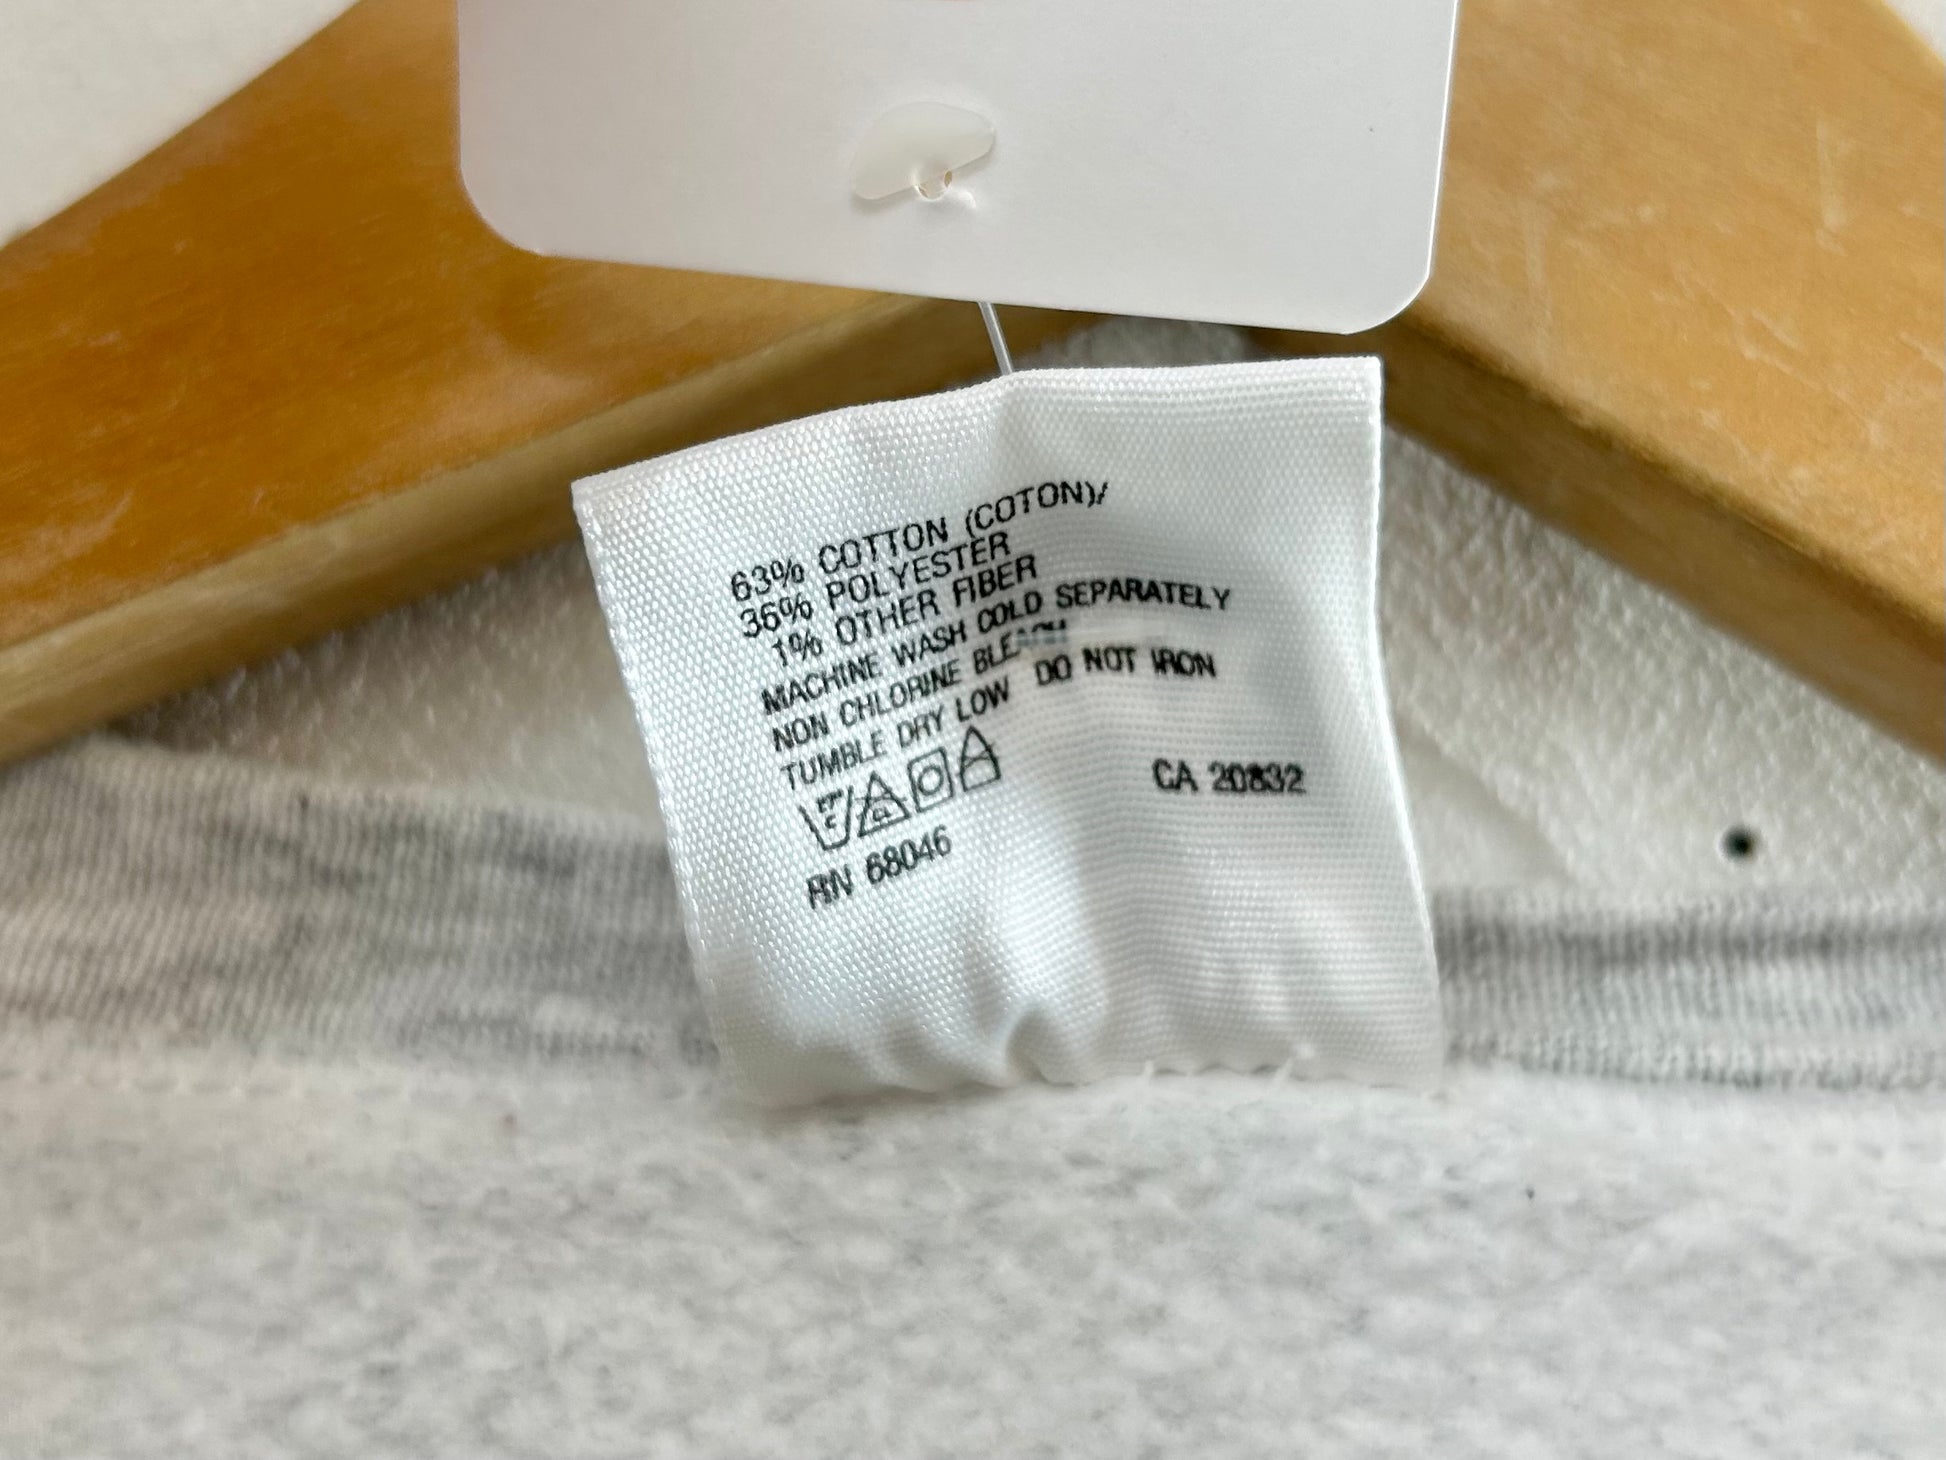 63% COTTON (COTON)/
36% POLYESTER
1% OTHER FIBER
MACHINE WASH COLD SEPARATELY
NON CHLORINE BLEACH
TUMBLE DRY LOW DO NOT IRON
RN 68046
CA 20832